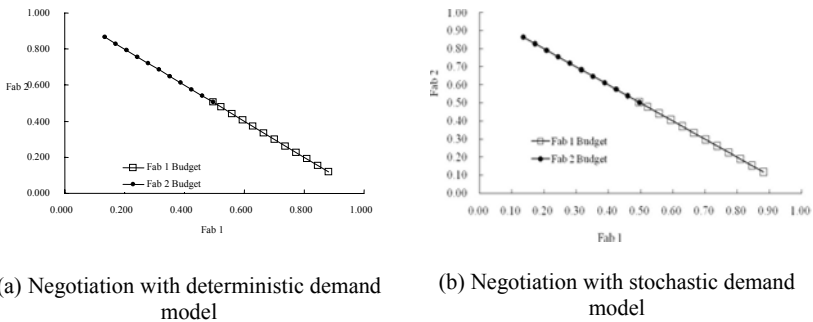 1.000
0.800
Fab 2
0.600
0.400
0.200
0.000
Fab 1 Budget
Fab 2 Budget
0.000 0.200 0.400 0.600 0.800 1.000
Fab 1
(a) Negotiation with deterministic demand
model
1.00
0.90
0.80
0.70
0.60
0.50
0.40
0.30
0.20
0.10
0.00
Fab 2
Fab 1 Budget
Fab 2 Budget
0.00 0.10 0.20 0.30 0.40 0.50 0.60 0.70 0.80 0.90 1.00
Fab 1
(b) Negotiation with stochastic demand
model